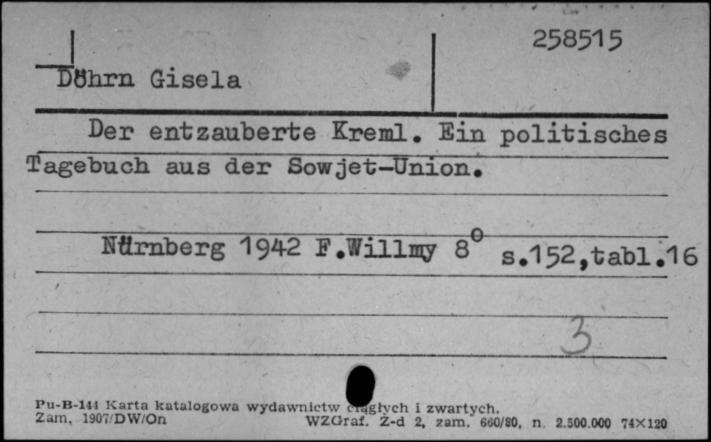 258515
Döhrn Gisela
Der entzauberte Kreml. Ein politisches
Tagebuch aus der Sowjet-Union.
Nürnberg 1942 F.Willmy 8° s.152,tabl.16
3
Pu-B-144 Karta katalogowa wydawnictw ciągłych i zwartych.
Zam. 1907/DW/On WZGraf. Z-d 2, zam. 660/80, n. 2.500.000 74×120